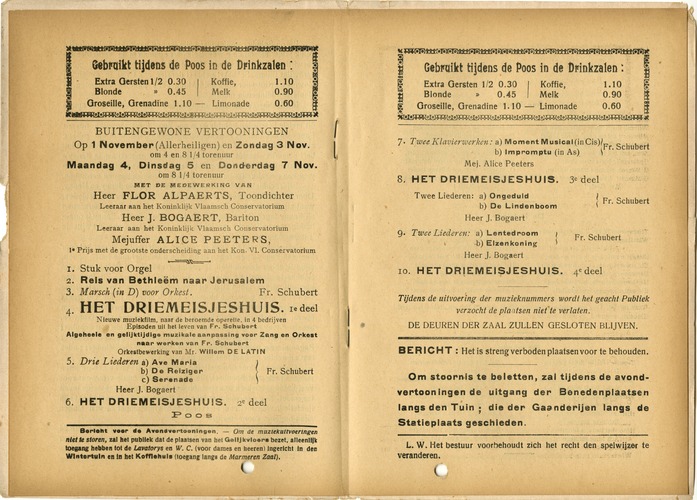 Gebruikt tijdens de Poos in de Drinkzalen :
Extra Gersten 1/2 0.30 | Koffie, 1.10
Blonde » 0.45 | Melk 0.90
Groseille, Grenadine 1.10 — Limonade 0.60
BUITENGEWONE VERTOONINGEN
Op 1 November (Allerheiligen) en Zondag 3 Nov.
om 4 en 8 1/4 torenuur
Maandag 4, Dinsdag 5 en Donderdag 7 Nov.
om 8 1/4 torenuur
MET DE MEDEWERKING VAN
Heer FLOR ALPAERTS, Toondichter
Leeraar aan het Koninklijk Vlaamsch Conservatorium
Heer J. BOGAERT, Bariton
Leeraar aan het Koninklijk Vlaamsch Conservatorium
Mejuffer ALICE PEETERS,
1e Prijs met de grootste onderscheiding aan het Kon. Vl. Conservatorium
1. Stuk voor Orgel
2. Reis van Bethleëm naar Jerusalem
3. Marsch (in D) voor Orkest. Fr. Schubert
4. HET DRIEMEISJESHUIS. 1e deel
Nieuwe muziekfilm, naar de beroemde operette, in 4 bedrijven
Episoden uit het leven van Fr. Schubert
Algeheele en gelijktijdige muzikale aanpassing voor Zang en Orkest
naar werken van Fr. Schubert
Orkestbewerking van Mr. Willem DE LATIN
5. Drie Liederen a) Ave Maria
b) De Reiziger } Fr. Schubert
c) Serenade
Heer J. Bogaert
6. HET DRIEMEISJESHUIS. 2e deel
Poos
Bericht voor de Avondvertooningen. — Om de muziekuitvoeringen
niet te storen, zal het publiek dat de plaatsen van het Gelijkvloers bezet, alleenlijk
toegang hebben tot de Lavatorys en W. C. (voor dames en heeren) ingericht in den
Wintertuin en in het Koffiehuis (toegang langs de Marmeren Zaal).
Gebruikt tijdens de Poos in de Drinkzalen :
Extra Gersten 1/2 0.30 | Koffie, 1.10
Blonde » 0.45 | Melk 0.90
Groseille, Grenadine 1.10 — Limonade 0.60
7. Twee Klavierwerken: a) Moment Musical (in Cis) } Fr. Schubert
b) Impromptu (in As)
Mej. Alice Peeters
8. HET DRIEMEISJESHUIS. 3e deel
Twee Liederen: a) Ongeduld } Fr. Schubert
b) De Lindenboom
Heer J. Bogaert
9. Twee Liederen: a) Lentedroom } Fr. Schubert
b) Elzenkoning
Heer J. Bogaert
10. HET DRIEMEISJESHUIS. 4e deel
Tijdens de uitvoering der muzieknummers wordt het geacht Publiek
verzocht de plaatsen niet te verlaten.
DE DEUREN DER ZAAL ZULLEN GESLOTEN BLIJVEN.
BERICHT : Het is streng verboden plaatsen voor te behouden.
Om stoornis te beletten, zal tijdens de avond-
vertooningen de uitgang der Benedenplaatsen
langs den Tuin ; die der Gaanderijen langs de
Statieplaats geschieden.
L. W. Het bestuur voorbehoudt zich het recht den spelwijzer te
veranderen.